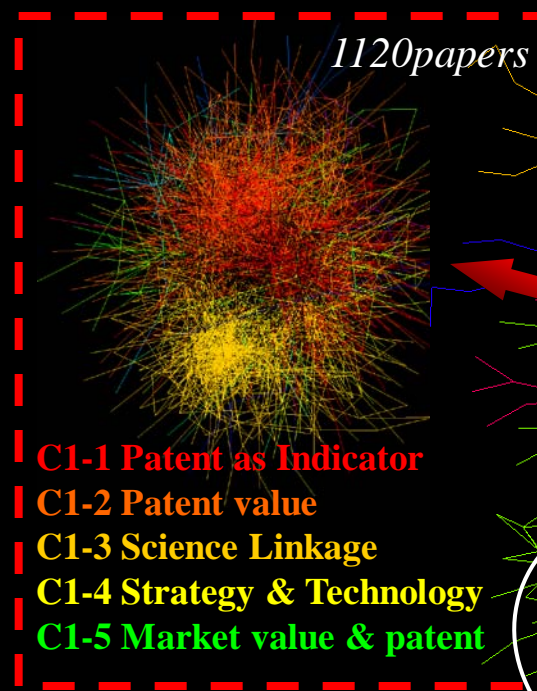 1120papers
C1-1 Patent as Indicator
C1-2 Patent value
C1-3 Science Linkage
C1-4 Strategy & Technology
C1-5 Market value & patent